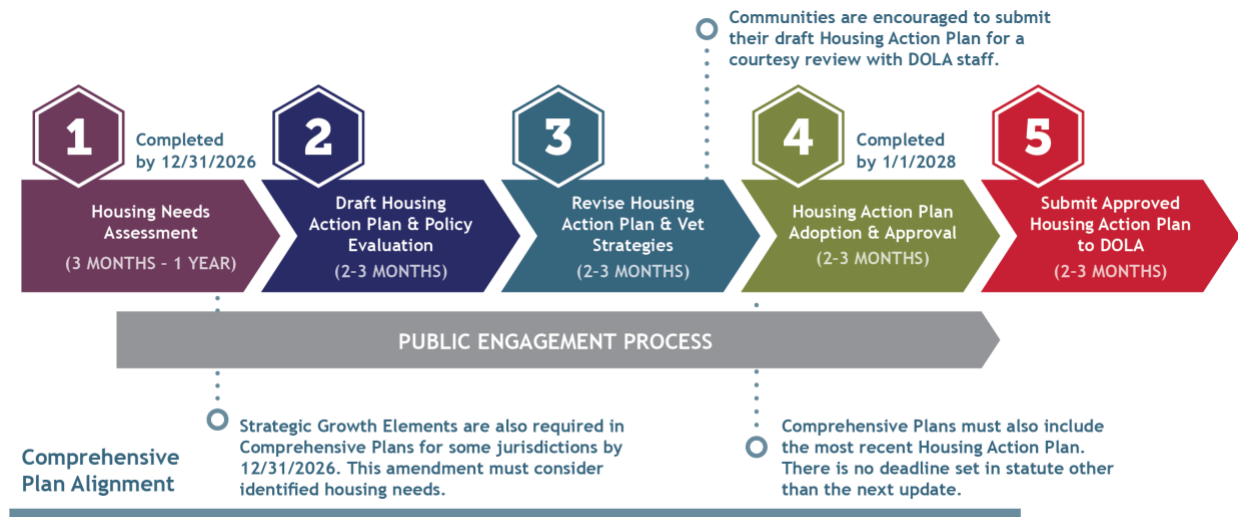 Communities are encouraged to submit
their draft Housing Action Plan for a
courtesy review with DOLA staff.
1
Completed
by 12/31/2026
2
3
4
Completed
by 1/1/2028
5
Housing Needs
Assessment
(3 MONTHS – 1 YEAR)
Draft Housing
Action Plan & Policy
Evaluation
(2–3 MONTHS)
Revise Housing
Action Plan & Vet
Strategies
(2–3 MONTHS)
Housing Action Plan
Adoption & Approval
(2–3 MONTHS)
Submit Approved
Housing Action Plan
to DOLA
(2–3 MONTHS)
PUBLIC ENGAGEMENT PROCESS
Comprehensive
Plan Alignment
Strategic Growth Elements are also required in
Comprehensive Plans for some jurisdictions by
12/31/2026. This amendment must consider
identified housing needs.
Comprehensive Plans must also include
the most recent Housing Action Plan.
There is no deadline set in statute other
than the next update.